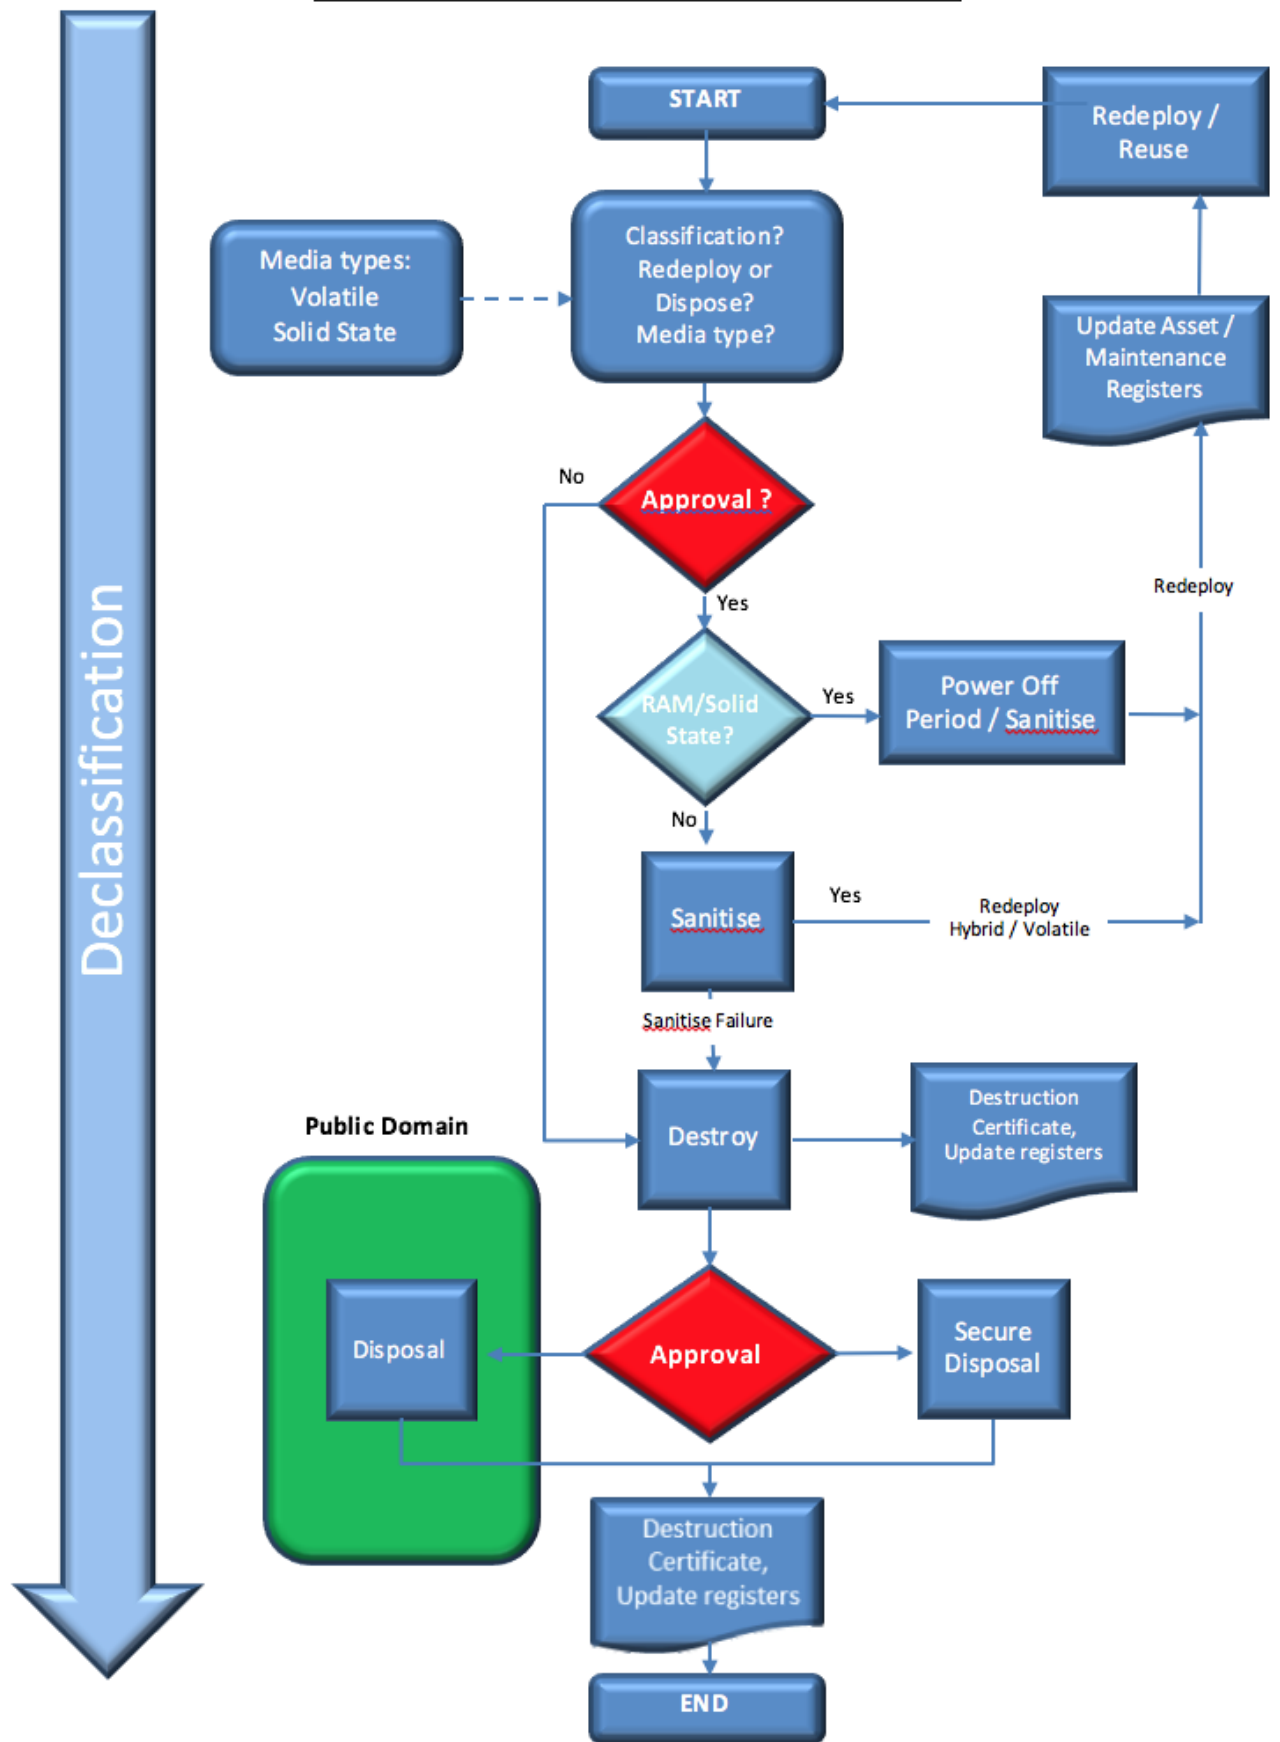 START
Redeploy /
Reuse
Classification?
Redeploy or
Dispose?
Media type?
Media types:
Volatile
Solid State
Update Asset /
Maintenance
Registers
No
Approval ?
Yes
Redeploy
RAM/Solid
State?
Yes
Power Off
Period / Sanitise
No
Sanitise
Yes
Redeploy
Hybrid / Volatile
Sanitise Failure
Declassification
Destroy
Destruction
Certificate,
Update registers
Public Domain
Disposal
Approval
Secure
Disposal
Destruction
Certificate,
Update registers
END